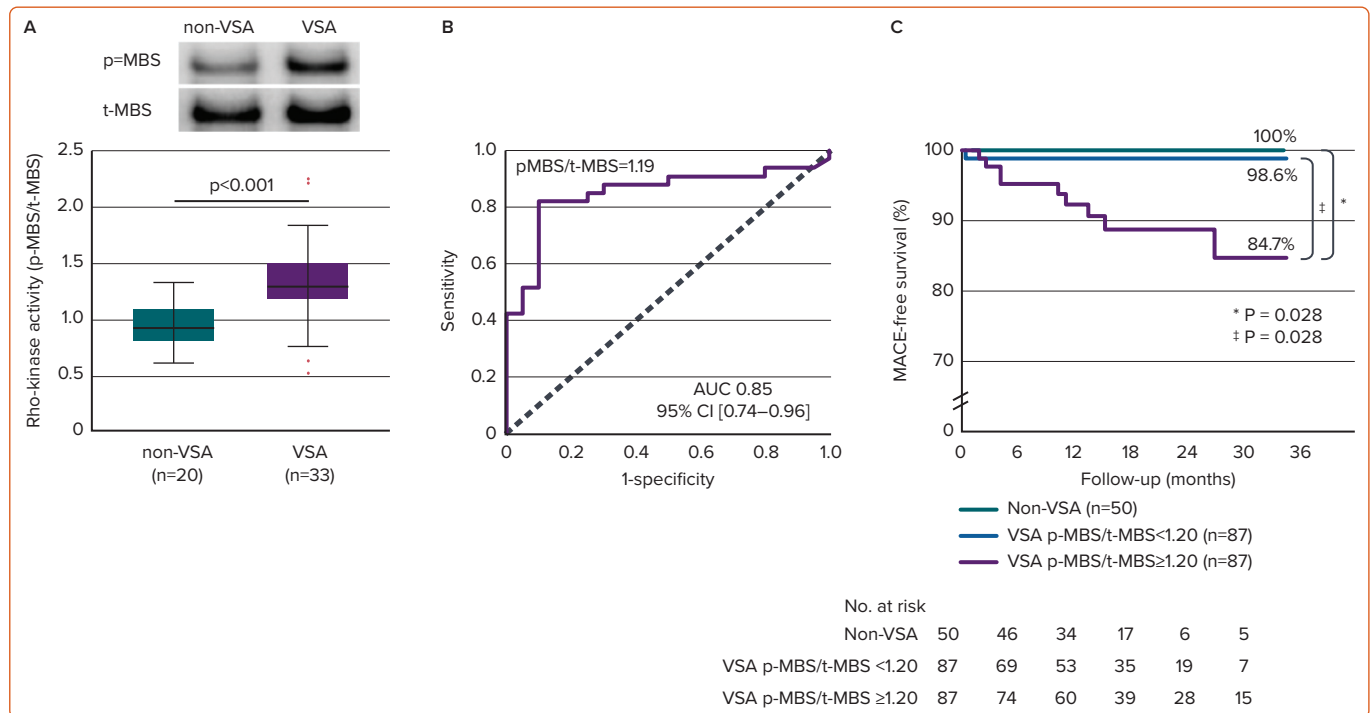 A
non-VSA VSA
p=MBS
t-MBS
Rho-kinase activity (p-MBS/t-MBS)
2.5
2.0
1.5
1.0
0.5
0
p<0.001
non-VSA
(n=20)
VSA
(n=33)
B
Sensitivity
1.0
0.8
0.6
0.4
0.2
0
pMBS/t-MBS=1.19
AUC 0.85
95% CI [0.74–0.96]
0 0.2 0.4 0.6 0.8 1.0
1-specificity
C
MACE-free survival (%)
100
90
80
70
0
100%
98.6%
84.7%
‡ *
* P = 0.028
‡ P = 0.028
0 6 12 18 24 30 36
Follow-up (months)
Non-VSA (n=50)
VSA p-MBS/t-MBS<1.20 (n=87)
VSA p-MBS/t-MBS≥1.20 (n=87)
No. at risk
Non-VSA 50 46 34 17 6 5
VSA p-MBS/t-MBS <1.20 87 69 53 35 19 7
VSA p-MBS/t-MBS ≥1.20 87 74 60 39 28 15